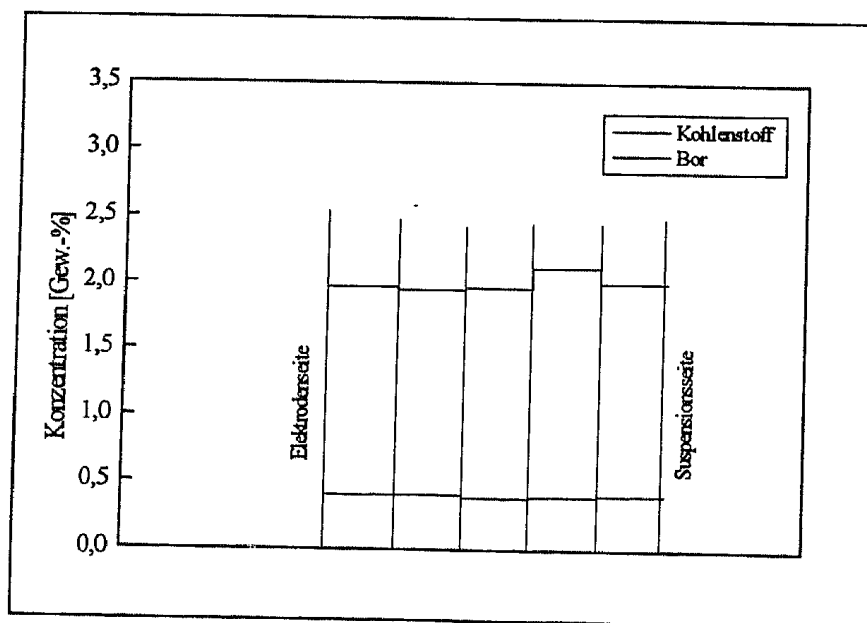 3,5
3,0
2,5
2,0
1,5
1,0
0,5
0,0
Konzentration [Gew.-%]
Kohlenstoff
Bor
Elektrodenseite
Suspensionsseite